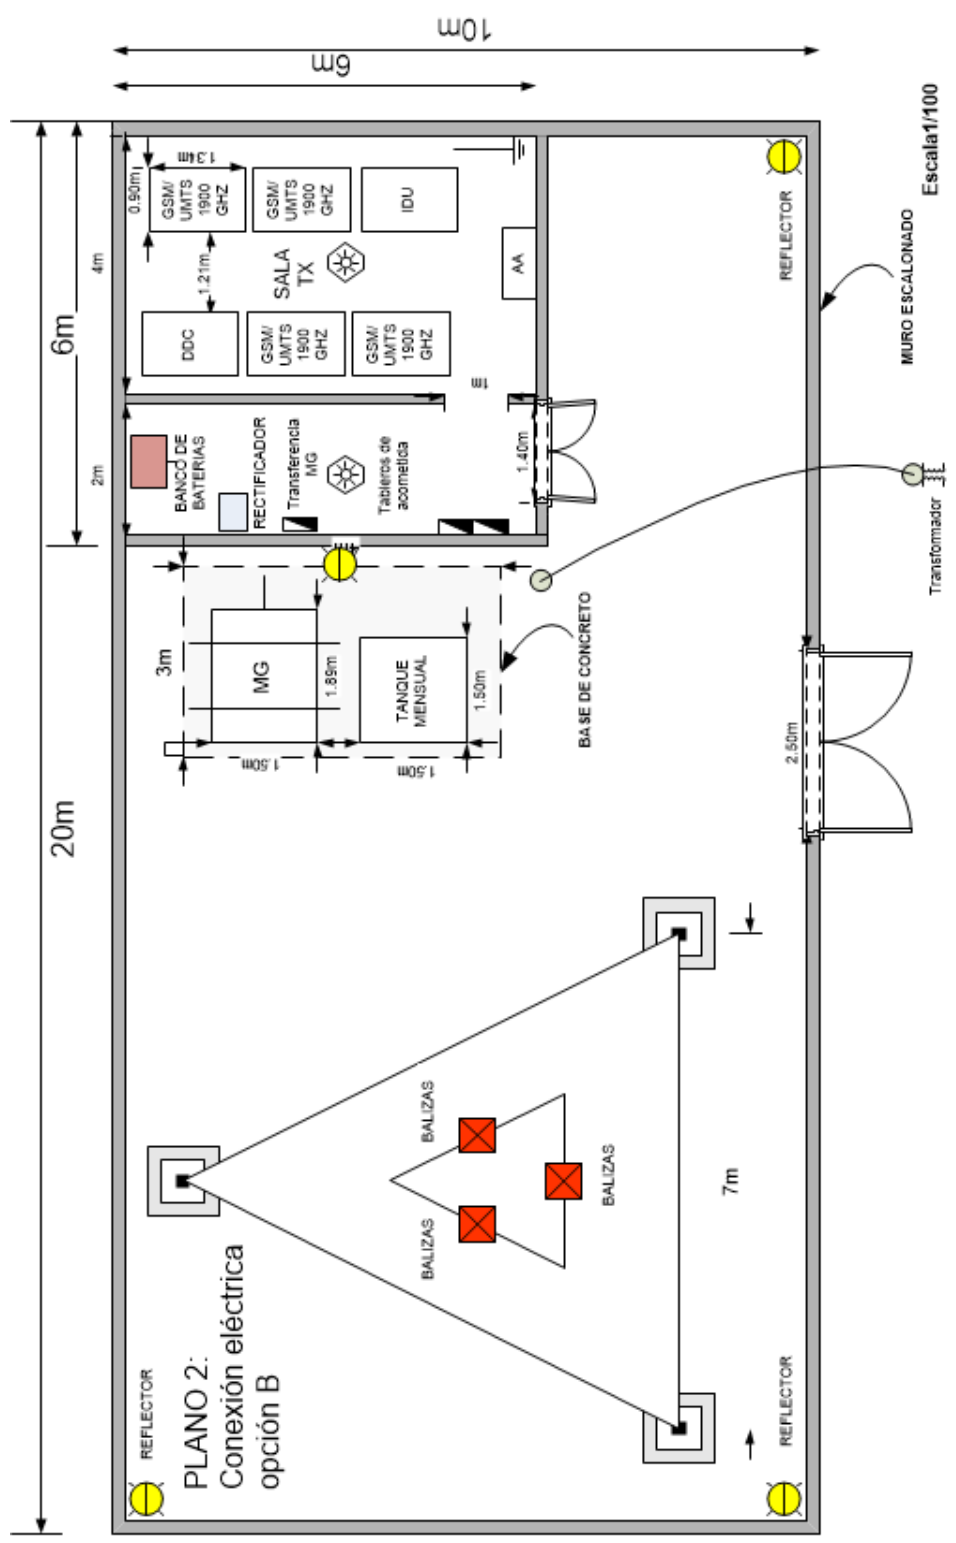 10m
6m
20m
6m
4m
2m
0.90m
1.34m
GSM/
UMTS
1900
GHZ
GSM/
UMTS
1900
GHZ
IDU
1.21m
SALA
TX
AA
DDC
GSM/
UMTS
1900
GHZ
GSM/
UMTS
1900
GHZ
1m
BANCO DE
BATERIAS
RECTIFICADOR
Transferencia
MG
Tableros de
acometida
1.40m
REFLECTOR
MURO ESCALONADO
Escala1/100
Transformador
3m
MG
1.89m
1.50m
TANQUE
MENSUAL
1.50m
1.50m
BASE DE CONCRETO
2.50m
BALIZAS
BALIZAS
BALIZAS
7m
PLANO 2:
Conexión eléctrica
opción B
REFLECTOR
REFLECTOR